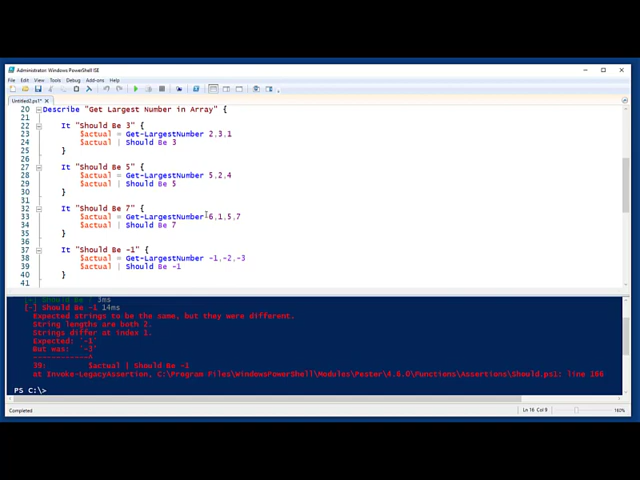 Administrator: Windows PowerShell ISE
File Edit View Tools Debug Add-ons Help
Untitled2.ps1*
20 Describe "Get Largest Number in Array" {
21
22 It "Should Be 3" {
23 $actual = Get-LargestNumber 2,3,1
24 $actual | Should Be 3
25 }
26
27 It "Should Be 5" {
28 $actual = Get-LargestNumber 5,2,4
29 $actual | Should Be 5
30 }
31
32 It "Should Be 7" {
33 $actual = Get-LargestNumber 6,1,5,7
34 $actual | Should Be 7
35 }
36
37 It "Should Be -1" {
38 $actual = Get-LargestNumber -1,-2,-3
39 $actual | Should Be -1
40 }
41
[+] Should Be 7 3ms
[-] Should Be -1 14ms
Expected strings to be the same, but they were different.
String lengths are both 2.
Strings differ at index 1.
Expected: '-1'
But was: '-3'
-----------^
39: $actual | Should Be -1
at Invoke-LegacyAssertion, C:\Program Files\WindowsPowerShell\Modules\Pester\4.6.0\Functions\Assertions\Should.ps1: line 166
PS C:\>
Completed
Ln 16 Col 9